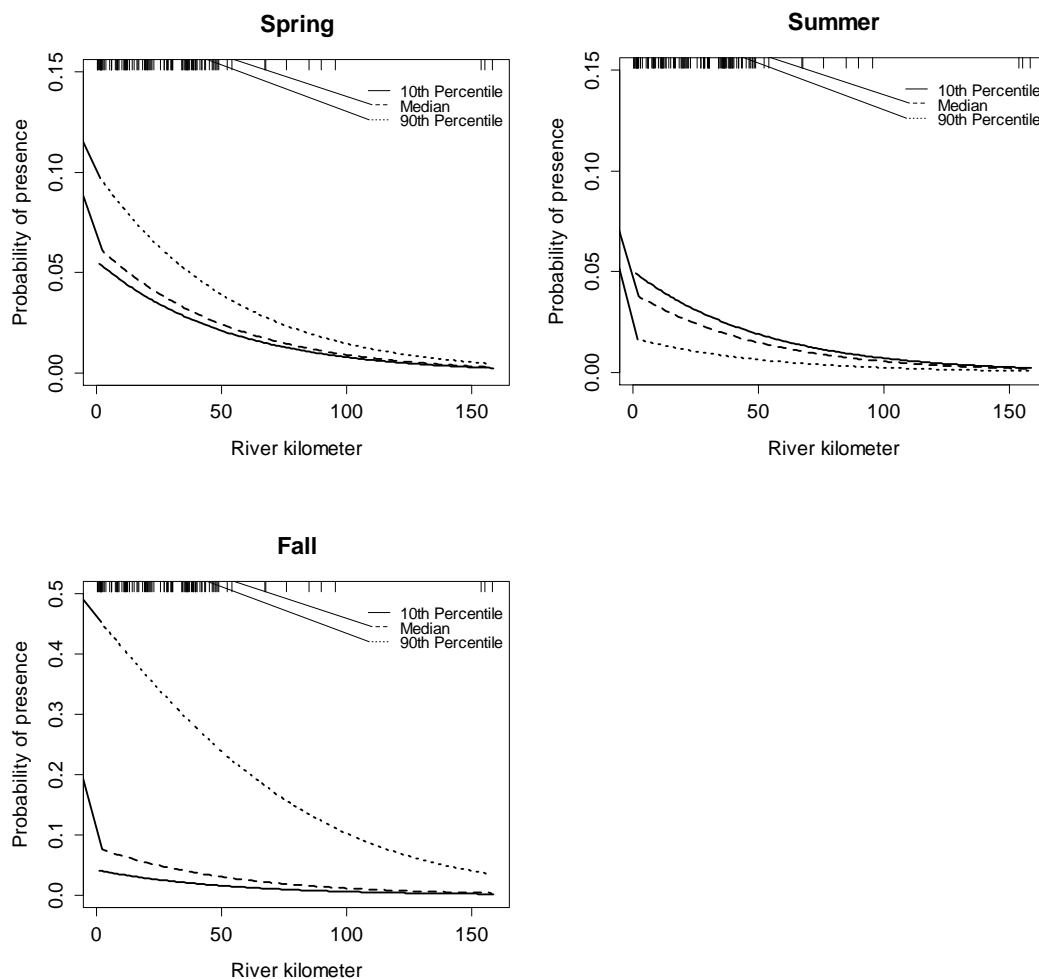 Spring
0.15
0.10
0.05
0.00
Probability of presence
10th Percentile
Median
90th Percentile
0
50
100
150
River kilometer
Summer
0.15
0.10
0.05
0.00
Probability of presence
10th Percentile
Median
90th Percentile
0
50
100
150
River kilometer
Fall
0.5
0.4
0.3
0.2
0.1
0.0
Probability of presence
10th Percentile
Median
90th Percentile
0
50
100
150
River kilometer